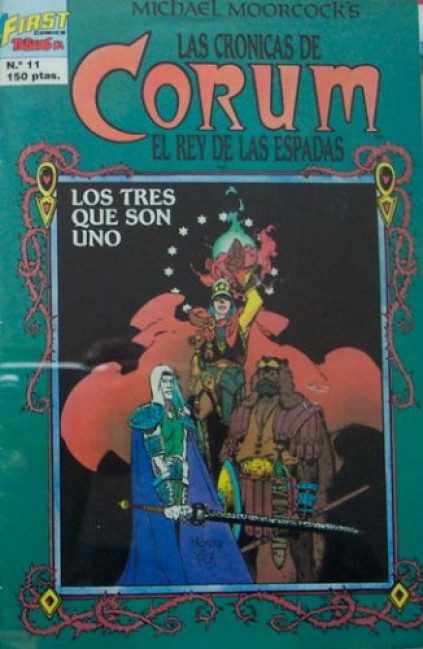 MICHAEL MOORCOCK'S
FIRST
COMICS
N.º 11
150 ptas.
LAS CRONICAS DE
CORUM
EL REY DE LAS ESPADAS
LOS TRES
QUE SON
UNO